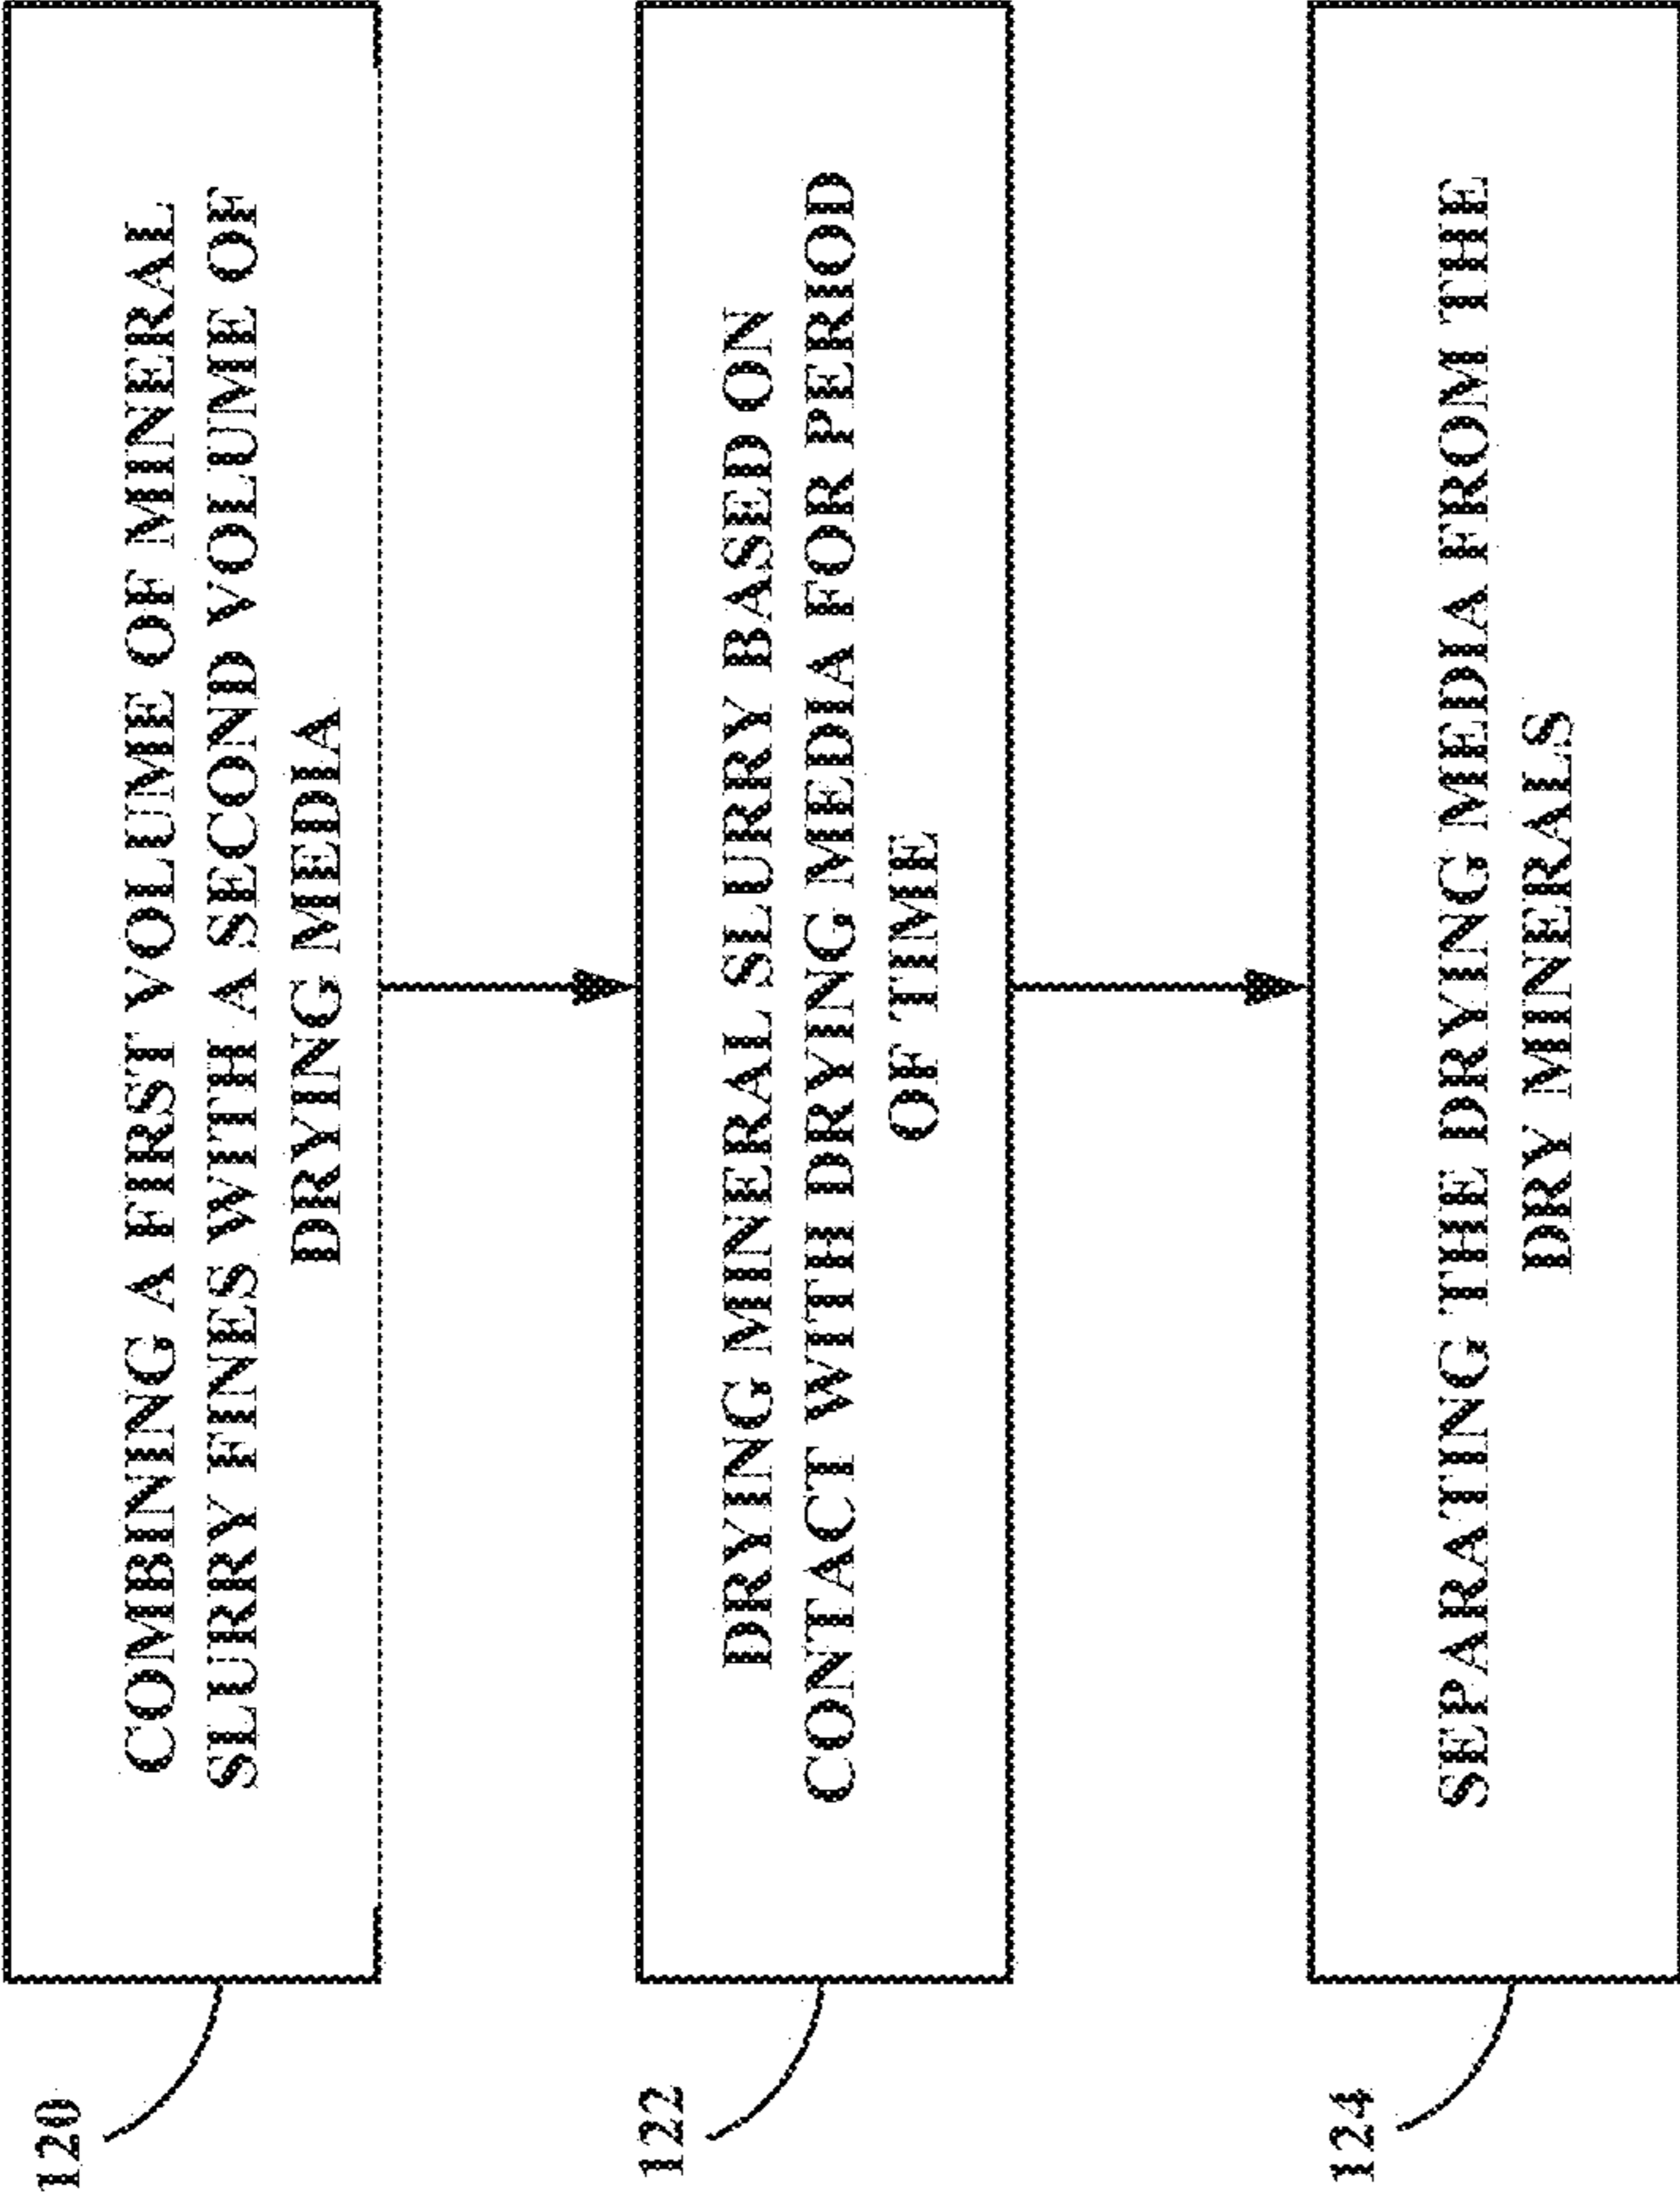 COMBINING A FIRST VOLUME OF MINERAL
SLURRY FINES WITH A SECOND VOLUME OF
DRYING MEDIA
120
DRYING MINERAL SLURRY BASED ON
CONTACT WITH DRYING MEDIA FOR PERIOD
OF TIME
122
SEPARATING THE DRYING MEDIA FROM THE
DRY MINERALS
124